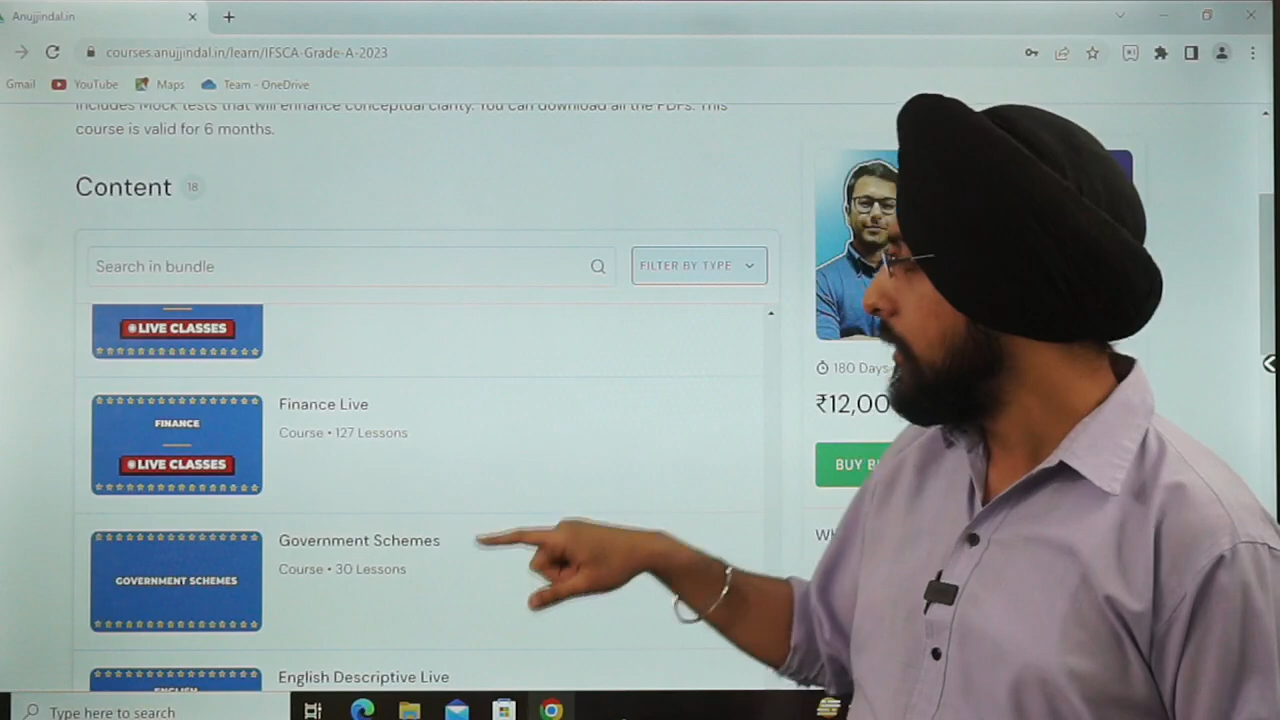 Anujjindal.in
courses.anujjindal.in/learn/IFSCA-Grade-A-2023
Gmail
YouTube
Maps
Team - OneDrive
includes Mock tests that will enhance conceptual clarity. You can download all the PDFs. This
course is valid for 6 months.
Content 18
Search in bundle
FILTER BY TYPE
LIVE CLASSES
FINANCE
LIVE CLASSES
Finance Live
Course • 127 Lessons
GOVERNMENT SCHEMES
Government Schemes
Course • 30 Lessons
ENGLISH
English Descriptive Live
180 Days
₹12,00
BUY
Type here to search